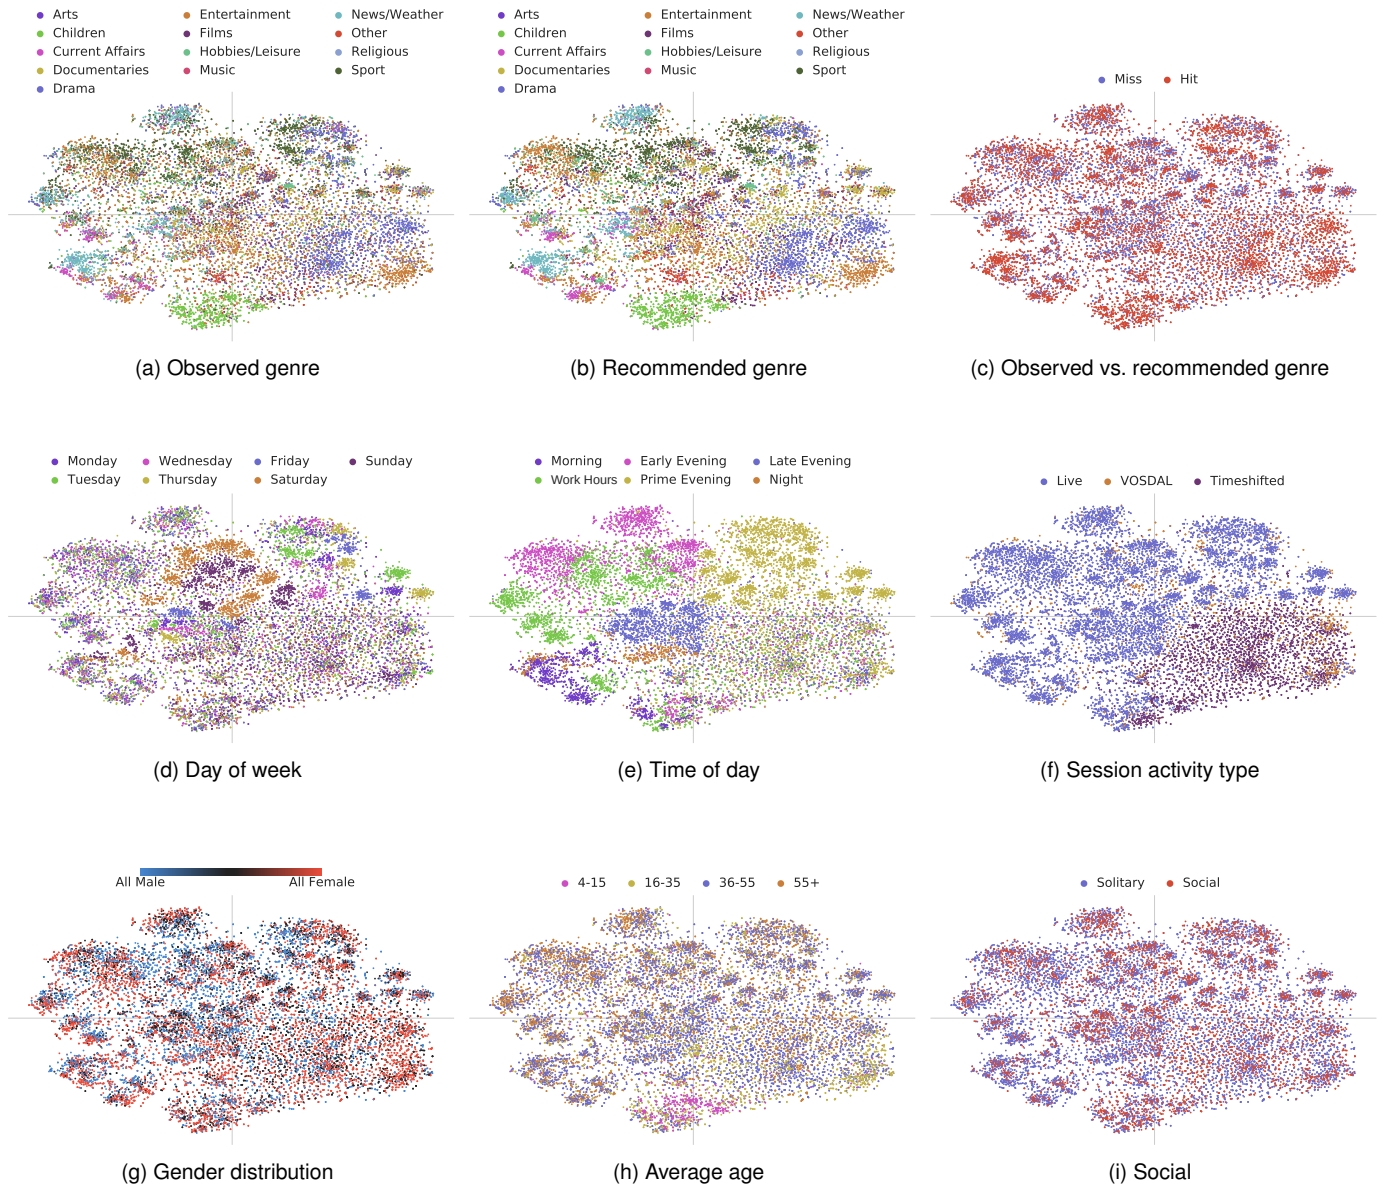 Arts
Children
Current Affairs
Documentaries
Drama
Entertainment
Films
Hobbies/Leisure
Music
News/Weather
Other
Religious
Sport
(a) Observed genre
Arts
Children
Current Affairs
Documentaries
Drama
Entertainment
Films
Hobbies/Leisure
Music
News/Weather
Other
Religious
Sport
(b) Recommended genre
Miss
Hit
(c) Observed vs. recommended genre
Monday
Tuesday
Wednesday
Thursday
Friday
Saturday
Sunday
(d) Day of week
Morning
Work Hours
Early Evening
Prime Evening
Late Evening
Night
(e) Time of day
Live
VOSDAL
Timeshifted
(f) Session activity type
All Male
All Female
(g) Gender distribution
4-15
16-35
36-55
55+
(h) Average age
Solitary
Social
(i) Social